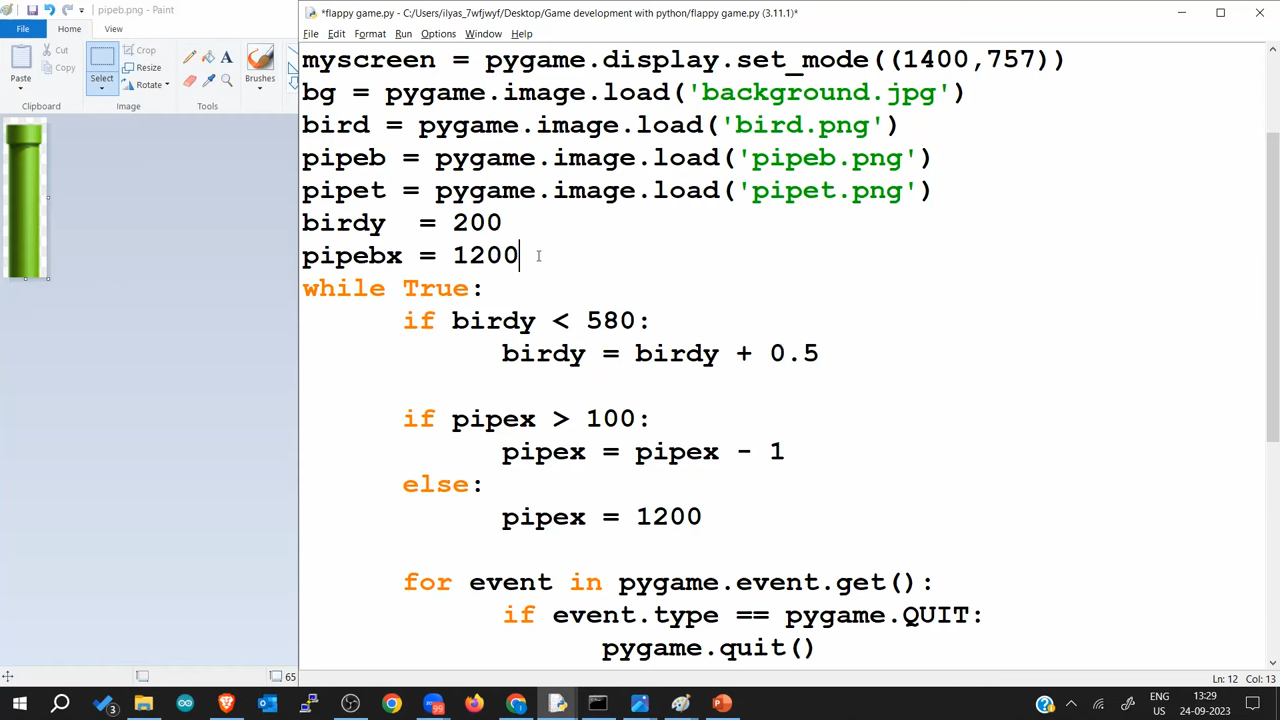 pipeb.png - Paint
File Home View
Cut
Copy
Paste
Clipboard
Select
Crop
Resize
Rotate
Image
A
Tools
Brushes
65
*flappy game.py - C:/Users/ilyas_7wfjwyf/Desktop/Game development with python/flappy game.py (3.11.1)*
File Edit Format Run Options Window Help
myscreen = pygame.display.set_mode((1400,757))
bg = pygame.image.load('background.jpg')
bird = pygame.image.load('bird.png')
pipeb = pygame.image.load('pipeb.png')
pipet = pygame.image.load('pipet.png')
birdy  = 200
pipebx = 1200
while True:
      if birdy < 580:
            birdy = birdy + 0.5
      if pipex > 100:
            pipex = pipex - 1
      else:
            pipex = 1200
      for event in pygame.event.get():
            if event.type == pygame.QUIT:
                  pygame.quit()
Ln: 12 Col: 13
3
99
ENG
US
13:29
24-09-2023